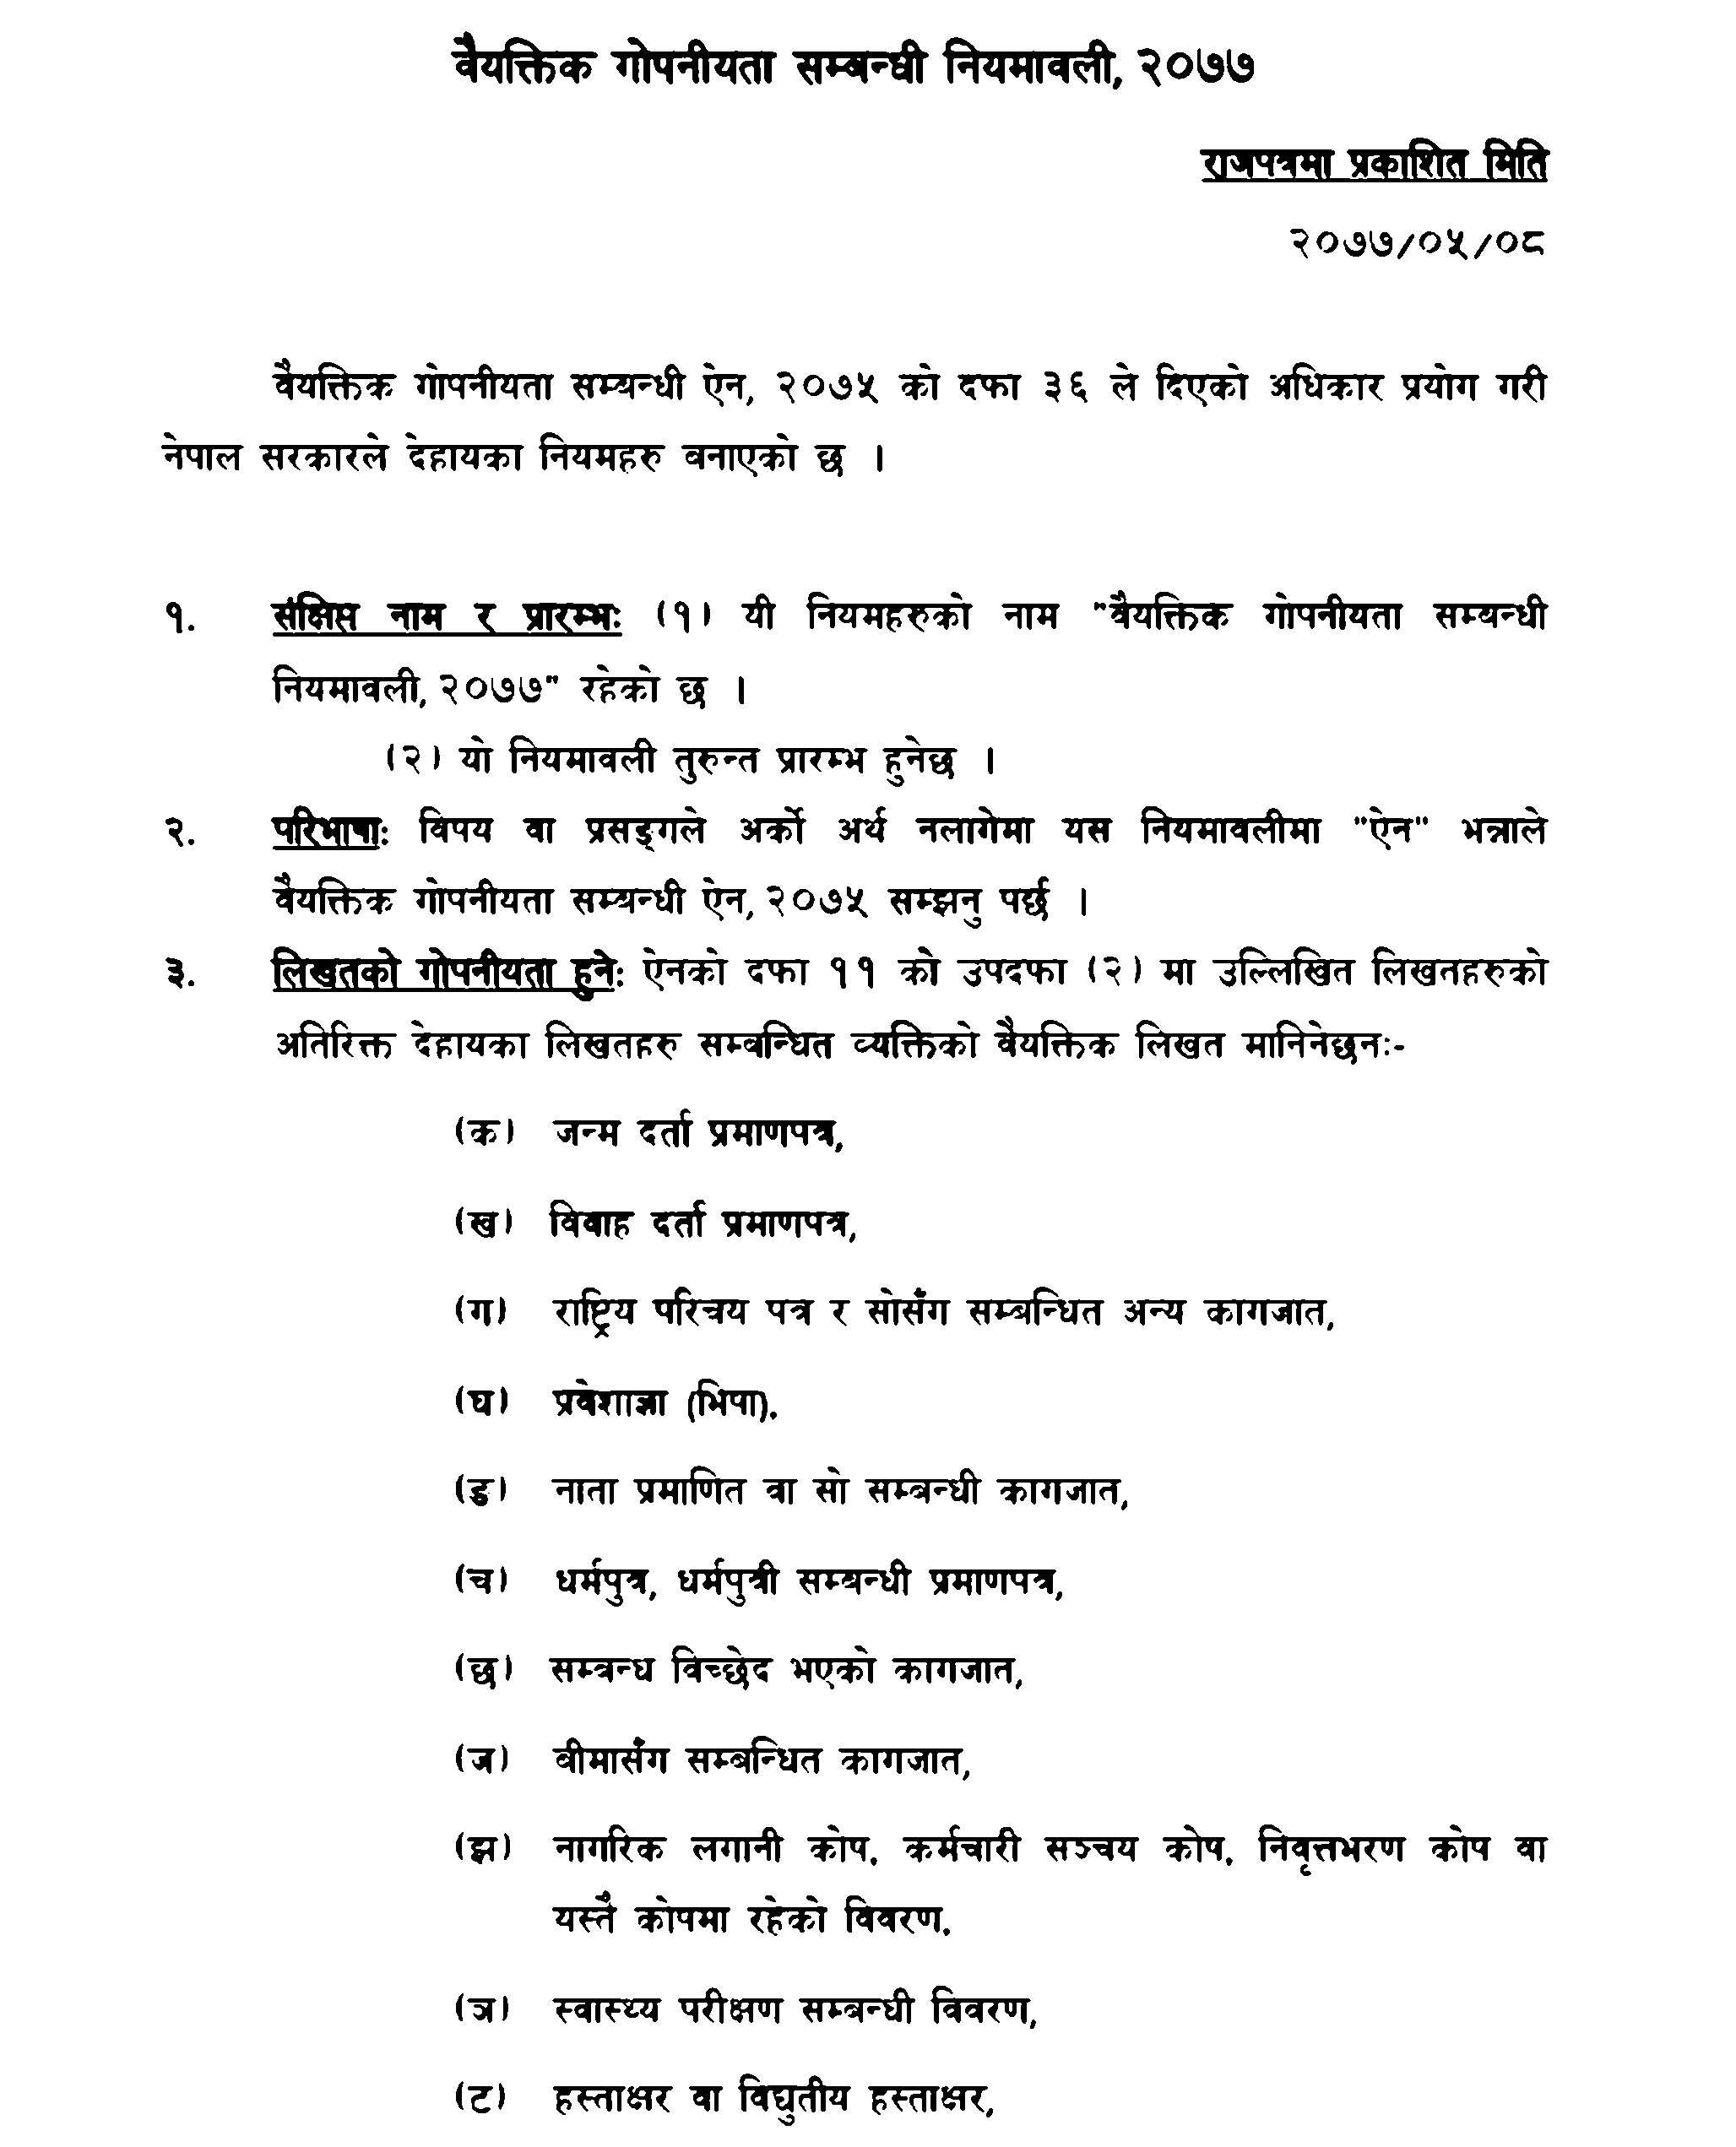 वैयक्तिक गोपनीयता सम्बन्धी नियमावली, २०७७
राजपत्रमा प्रकाशित मिति
२०७७/०५/०८
वैयक्तिक गोपनीयता सम्बन्धी ऐन, २०७५ को दफा ३६ ले दिएको अधिकार प्रयोग गरी
नेपाल सरकारले देहायका नियमहरु बनाएको छ ।
१. संक्षिप्त नाम र प्रारम्भः (१) यी नियमहरुको नाम "वैयक्तिक गोपनीयता सम्बन्धी
नियमावली, २०७७" रहेको छ ।
(२) यो नियमावली तुरुन्त प्रारम्भ हुनेछ ।
२. परिभाषाः विषय वा प्रसङ्गले अर्को अर्थ नलागेमा यस नियमावलीमा "ऐन" भन्नाले
वैयक्तिक गोपनीयता सम्बन्धी ऐन, २०७५ सम्झनु पर्छ ।
३. लिखतको गोपनीयता हुनेः ऐनको दफा ११ को उपदफा (२) मा उल्लिखित लिखतहरुको
अतिरिक्त देहायका लिखतहरु सम्बन्धित व्यक्तिको वैयक्तिक लिखत मानिनेछनः-
(क) जन्म दर्ता प्रमाणपत्र,
(ख) विवाह दर्ता प्रमाणपत्र,
(ग) राष्ट्रिय परिचय पत्र र सोसँग सम्बन्धित अन्य कागजात,
(घ) प्रवेशाज्ञा (भिषा),
(ङ) नाता प्रमाणित वा सो सम्बन्धी कागजात,
(च) धर्मपुत्र, धर्मपुत्री सम्बन्धी प्रमाणपत्र,
(छ) सम्बन्ध विच्छेद भएको कागजात,
(ज) बीमासँग सम्बन्धित कागजात,
(झ) नागरिक लगानी कोष, कर्मचारी सञ्चय कोष, निवृत्तभरण कोष वा
यस्तै कोषमा रहेको विवरण,
(ञ) स्वास्थ्य परीक्षण सम्बन्धी विवरण,
(ट) हस्ताक्षर वा विद्युतीय हस्ताक्षर,